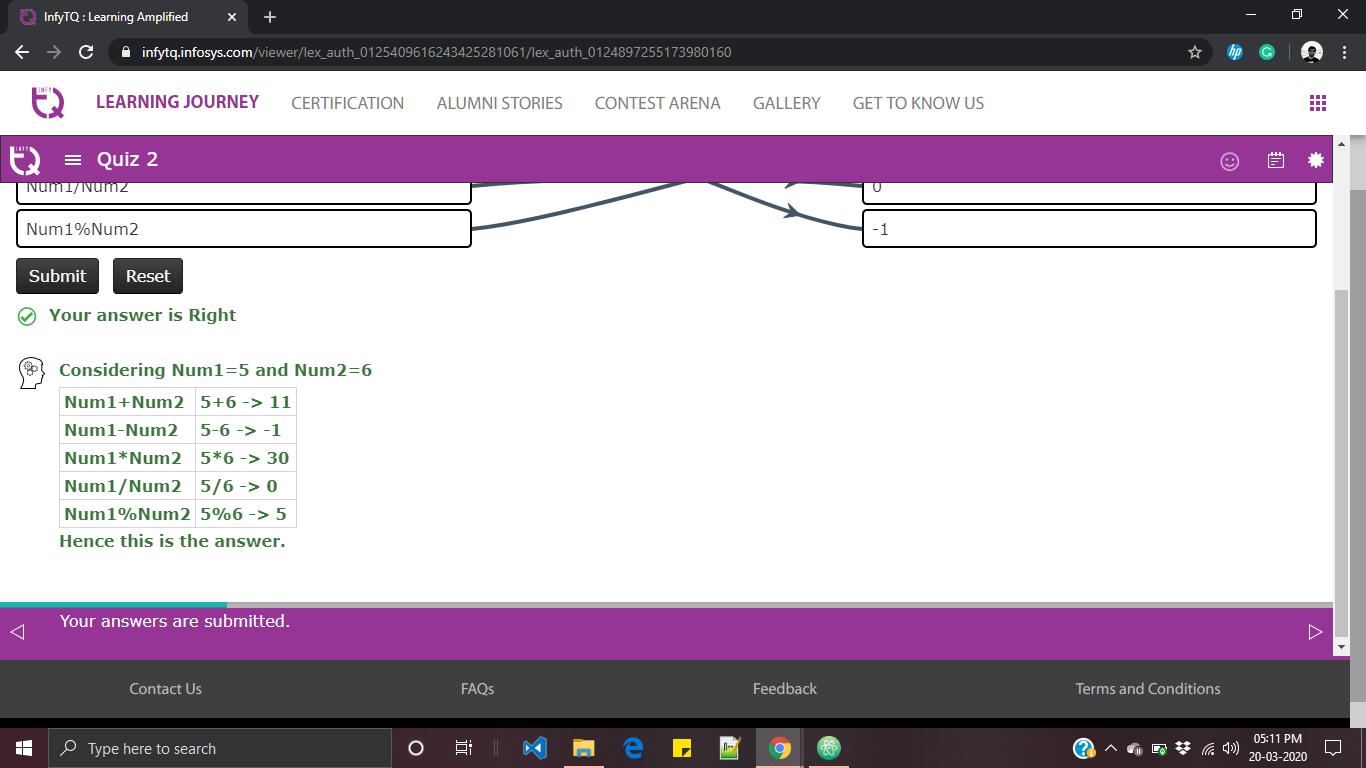 InfyTQ : Learning Amplified
infytq.infosys.com/viewer/lex_auth_0125409616243425281061/lex_auth_0124897255173980160
LEARNING JOURNEY CERTIFICATION ALUMNI STORIES CONTEST ARENA GALLERY GET TO KNOW US
Quiz 2
Num1/Num2 0
Num1%Num2 -1
Submit Reset
Your answer is Right
Considering Num1=5 and Num2=6
Num1+Num2 5+6 -> 11
Num1-Num2 5-6 -> -1
Num1*Num2 5*6 -> 30
Num1/Num2 5/6 -> 0
Num1%Num2 5%6 -> 5
Hence this is the answer.
Your answers are submitted.
Contact Us FAQs Feedback Terms and Conditions
Type here to search
05:11 PM
20-03-2020